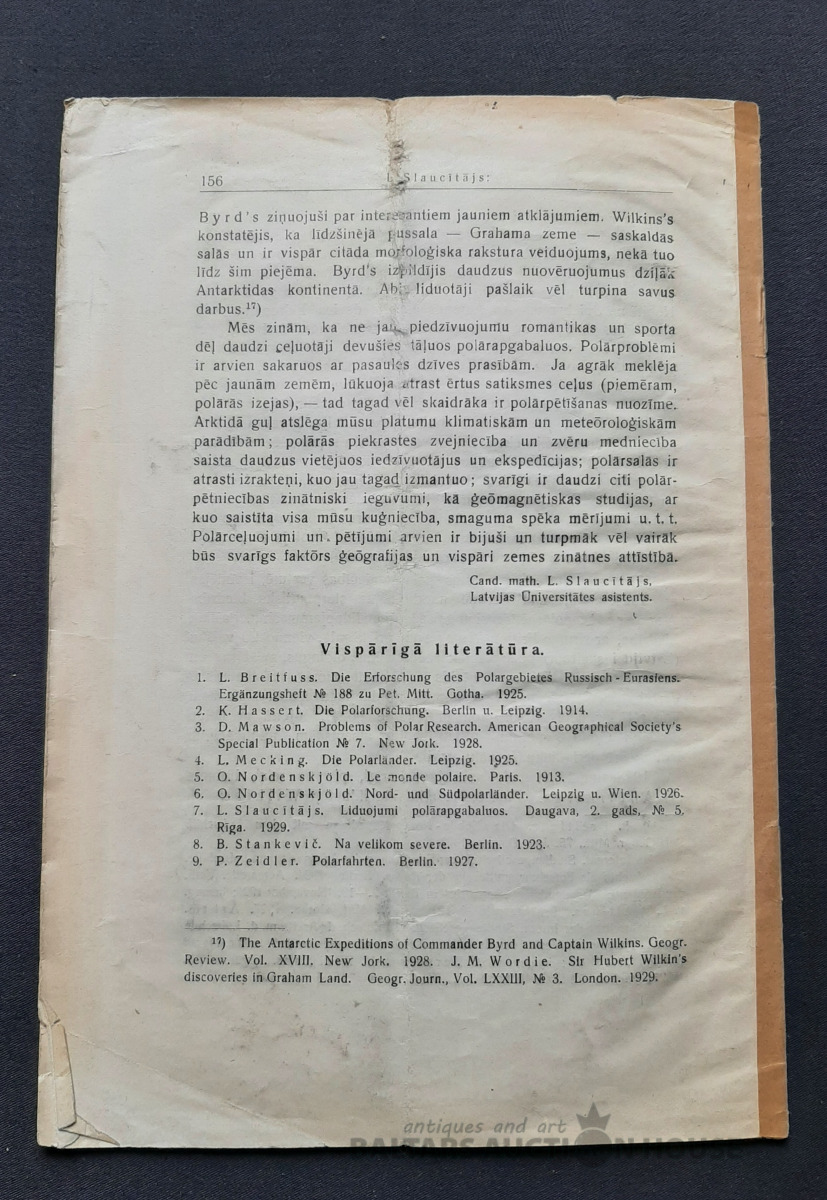 156
L. Slaucītājs:
Byrd's ziņuojuši par interesantiem jauniem atklājumiem. Wilkins's
konstatējis, ka līdzšinējā pussala — Grahama zeme — saskaldās
salās un ir vispār citāda morfoloģiska rakstura veiduojums, nekā tuo
līdz šim pieņēma. Byrd's izpildījis daudzus nuovēruojumus dziļāk
Antarktidas kontinentā. Abi lidùotāji pašlaik vēl turpina savus
darbus.¹⁷)
Mēs zinām, ka ne jau piedzīvuojumu romantikas un sporta
dēļ daudzi ceļuotāji devušies tāļuos polārapgabaluos. Polārproblēmi
ir arvien sakaruos ar pasaules dzīves prasībām. Ja agrāk meklēja
pēc jaunām zemēm, lūkuoja atrast ērtus satiksmes ceļus (piemēram,
polārās izejas), — tad tagad vēl skaidrāka ir polārpētīšanas nuozīme.
Arktidā guļ atslēga mūsu platumu klimatiskām un meteōroloģiskām
parādībām; polārās piekrastes zvejniecība un zvēru medniecība
saista daudzus vietējuos iedzīvuotājus un ekspedīcijas; polārsalās ir
atrasti izrakteņi, kuo jau tagad izmantuo; svarīgi ir daudzi citi polār-
pētniecības zinātniski ieguvumi, kā ģeōmagnētiskas studijas, ar
kuo saistīta visa mūsu kuģniecība, smaguma spēka mērījumi u. t. t.
Polārceļuojumi un pētījumi arvien ir bijuši un turpmāk vēl vairāk
būs svarīgs faktōrs ģeōgrafijas un vispāri zemes zinātnes attīstībā.
Cand. math. L. Slaucītājs,
Latvijas Ūniversitātes asistents.
Vispārīgā literātūra.
1. L. Breitfuss. Die Erforschung des Polargebietes Russisch-Eurasiens.
Ergänzungsheft № 188 zu Pet. Mitt. Gotha. 1925.
2. K. Hassert. Die Polarforschung. Berlin u. Leipzig. 1914.
3. D. Mawson. Problems of Polar Research. American Geographical Society's
Special Publication № 7. New Jork. 1928.
4. L. Mecking. Die Polarländer. Leipzig. 1925.
5. O. Nordenskjöld. Le monde polaire. Paris. 1913.
6. O. Nordenskjöld. Nord- und Südpolarländer. Leipzig u. Wien. 1926.
7. L. Slaucītājs. Liduojumi polārapgabaluos. Daugava, 2. gads, № 5.
Rīga. 1929.
8. B. Stankevič. Na velikom severe. Berlin. 1923.
9. P. Zeidler. Polarfahrten. Berlin. 1927.
¹⁷) The Antarctic Expeditions of Commander Byrd and Captain Wilkins. Geogr.
Review. Vol. XVIII. New Jork. 1928. J. M. Wordie. Sir Hubert Wilkin's
discoveries in Graham Land. Geogr. Journ., Vol. LXXIII, № 3. London. 1929.
antiques and art
BALTARS AUCTION HOUSE